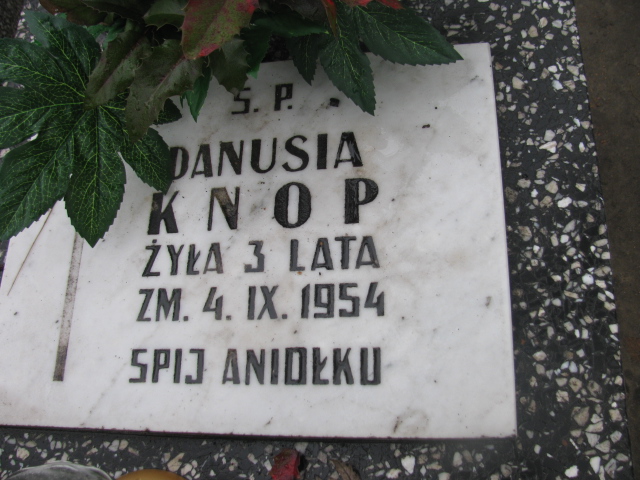 Ś. P.
DANUSIA
KNOP
ŻYŁA 3 LATA
ZM. 4. IX. 1954
SPIJ ANIOŁKU